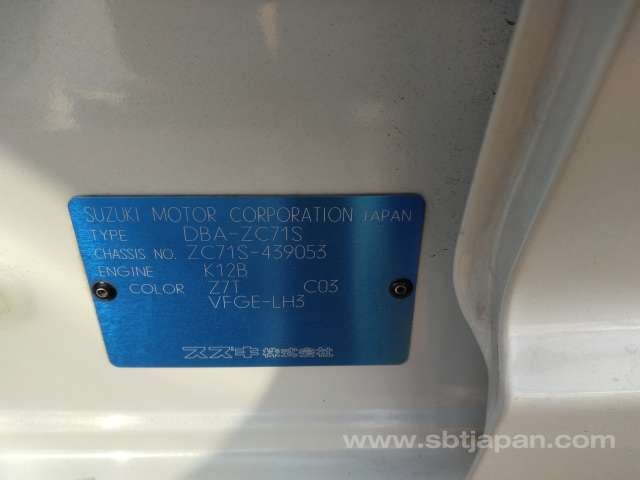 SUZUKI MOTOR CORPORATION JAPAN
TYPE DBA-ZC71S
CHASSIS NO. ZC71S-439053
ENGINE K12B
COLOR Z7T C03
VFGE-LH3
スズキ株式会社
www.sbtjapan.com